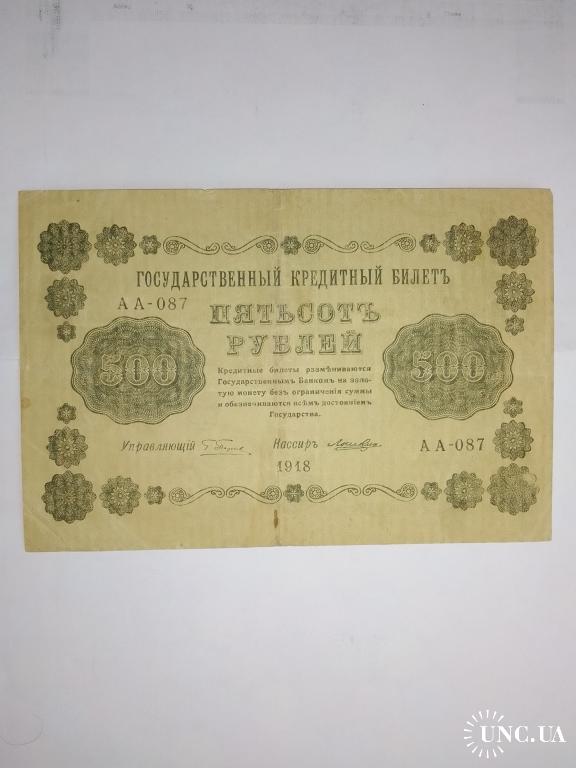 ГОСУДАРСТВЕННЫЙ КРЕДИТНЫЙ БИЛЕТЪ
АА-087
ПЯТЬСОТЪ
РУБЛЕЙ
500
500
Кредитные билеты размѣниваются
Государственнымъ Банкомъ на золо-
тую монету безъ ограниченія суммы
и обезпечиваются всѣмъ достояніемъ
Государства.
Управляющій
Кассиръ
АА-087
1918
UNC.UA